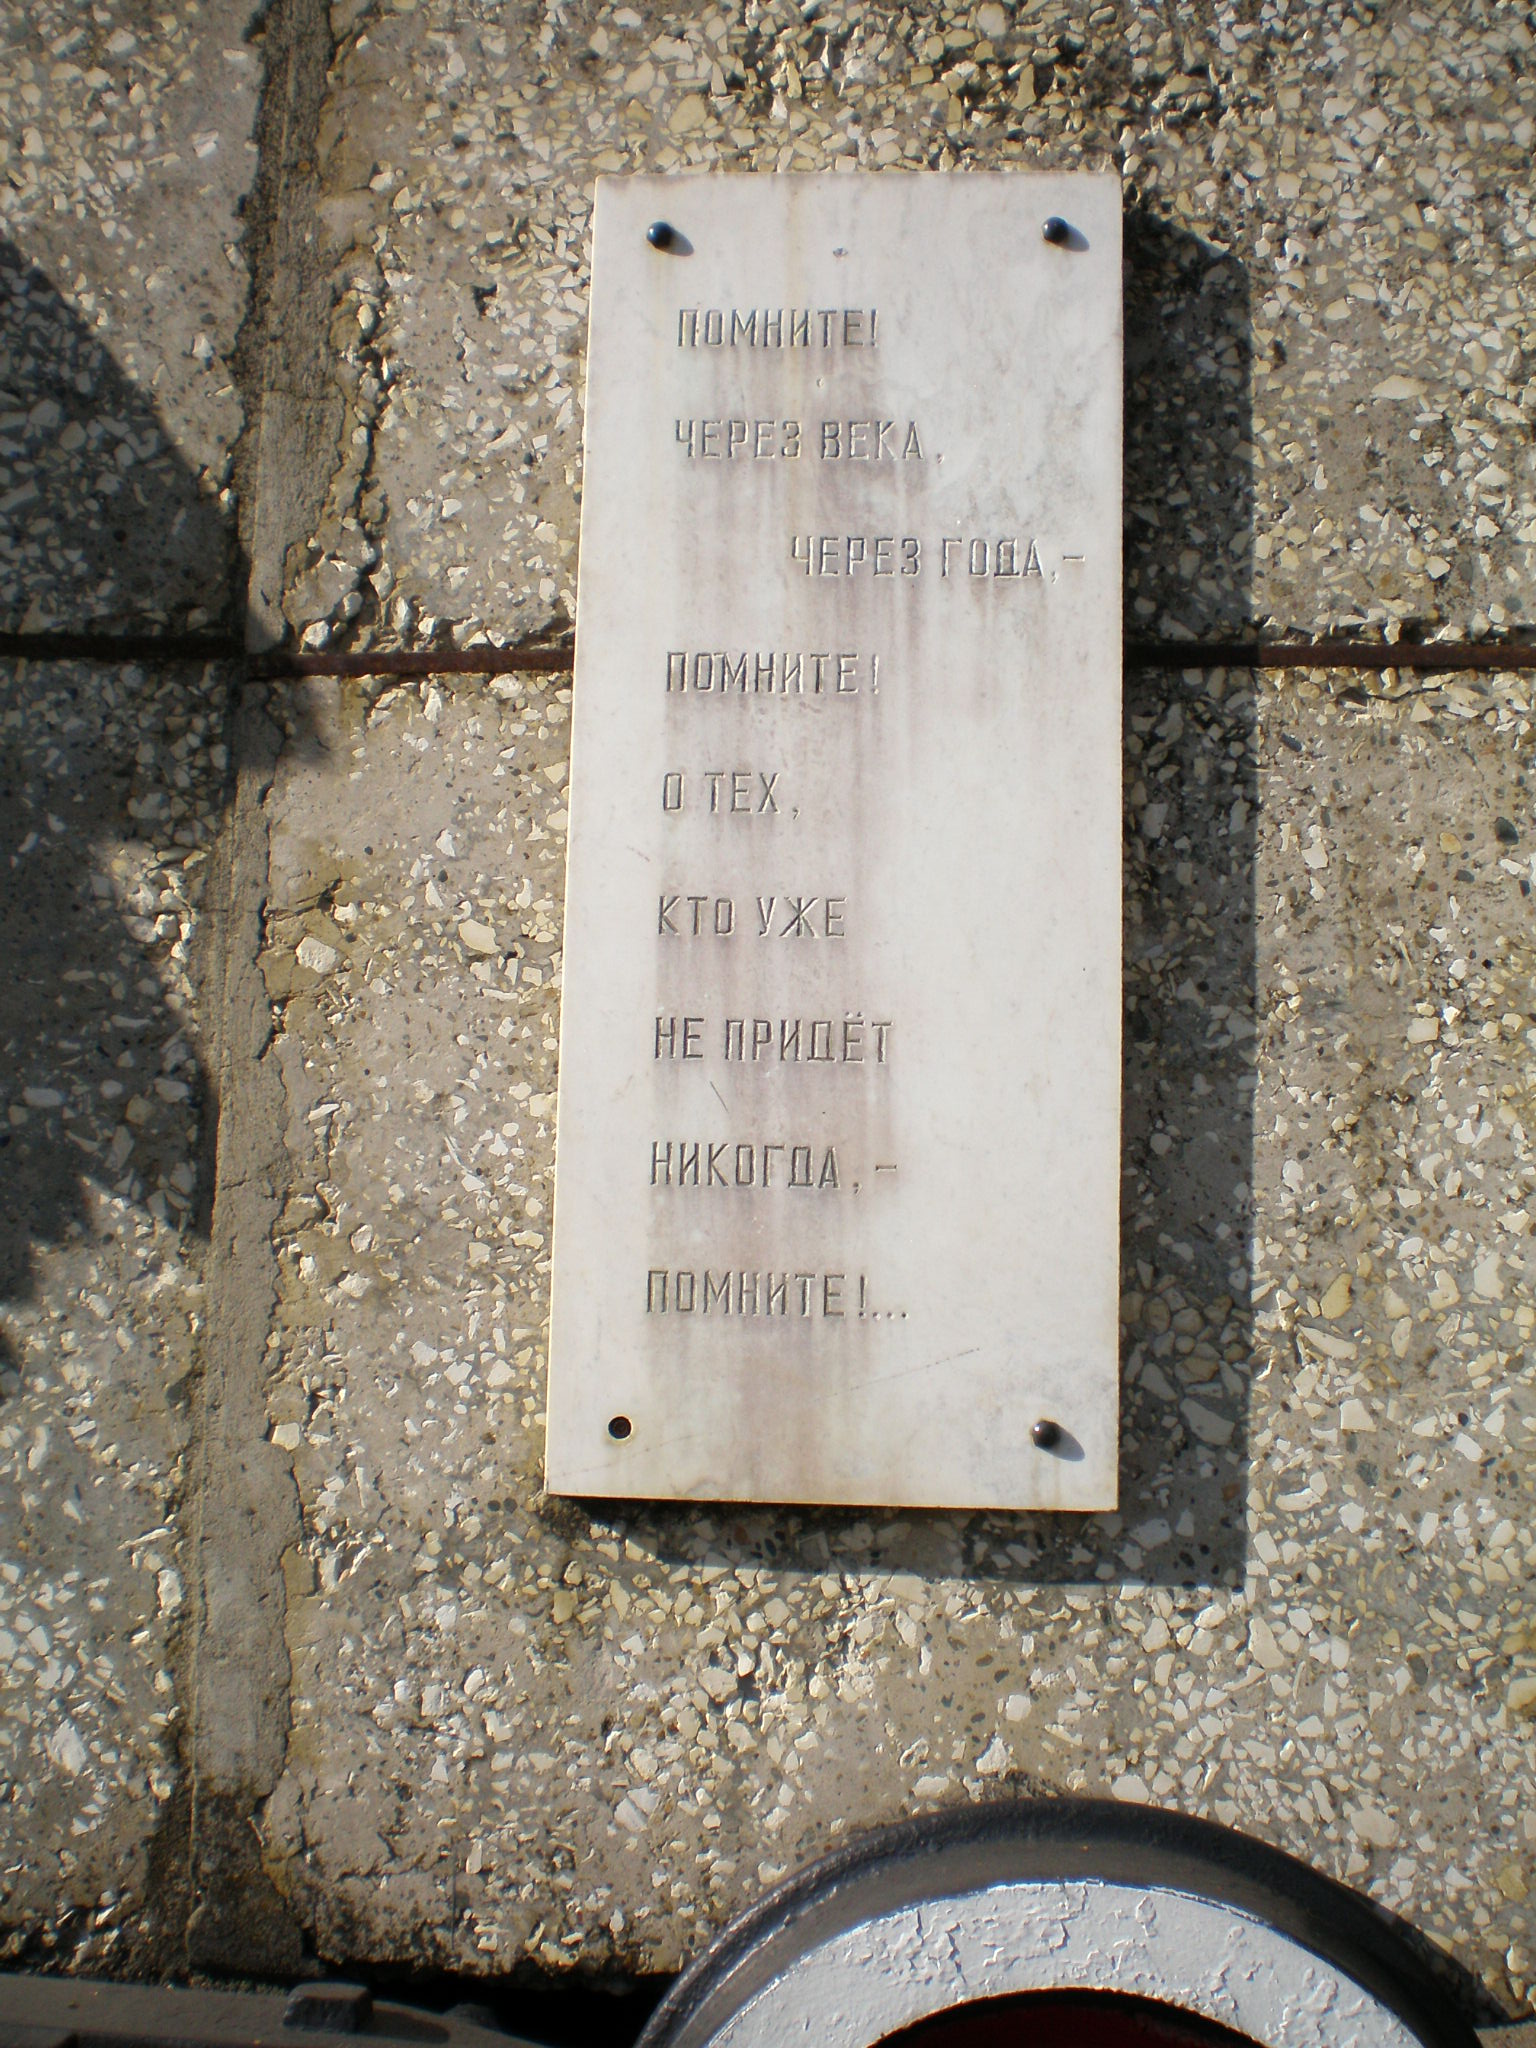 ПОМНИТЕ!
ЧЕРЕЗ ВЕКА,
ЧЕРЕЗ ГОДА,–
ПОМНИТЕ!
О ТЕХ,
КТО УЖЕ
НЕ ПРИДЁТ
НИКОГДА,–
ПОМНИТЕ!...